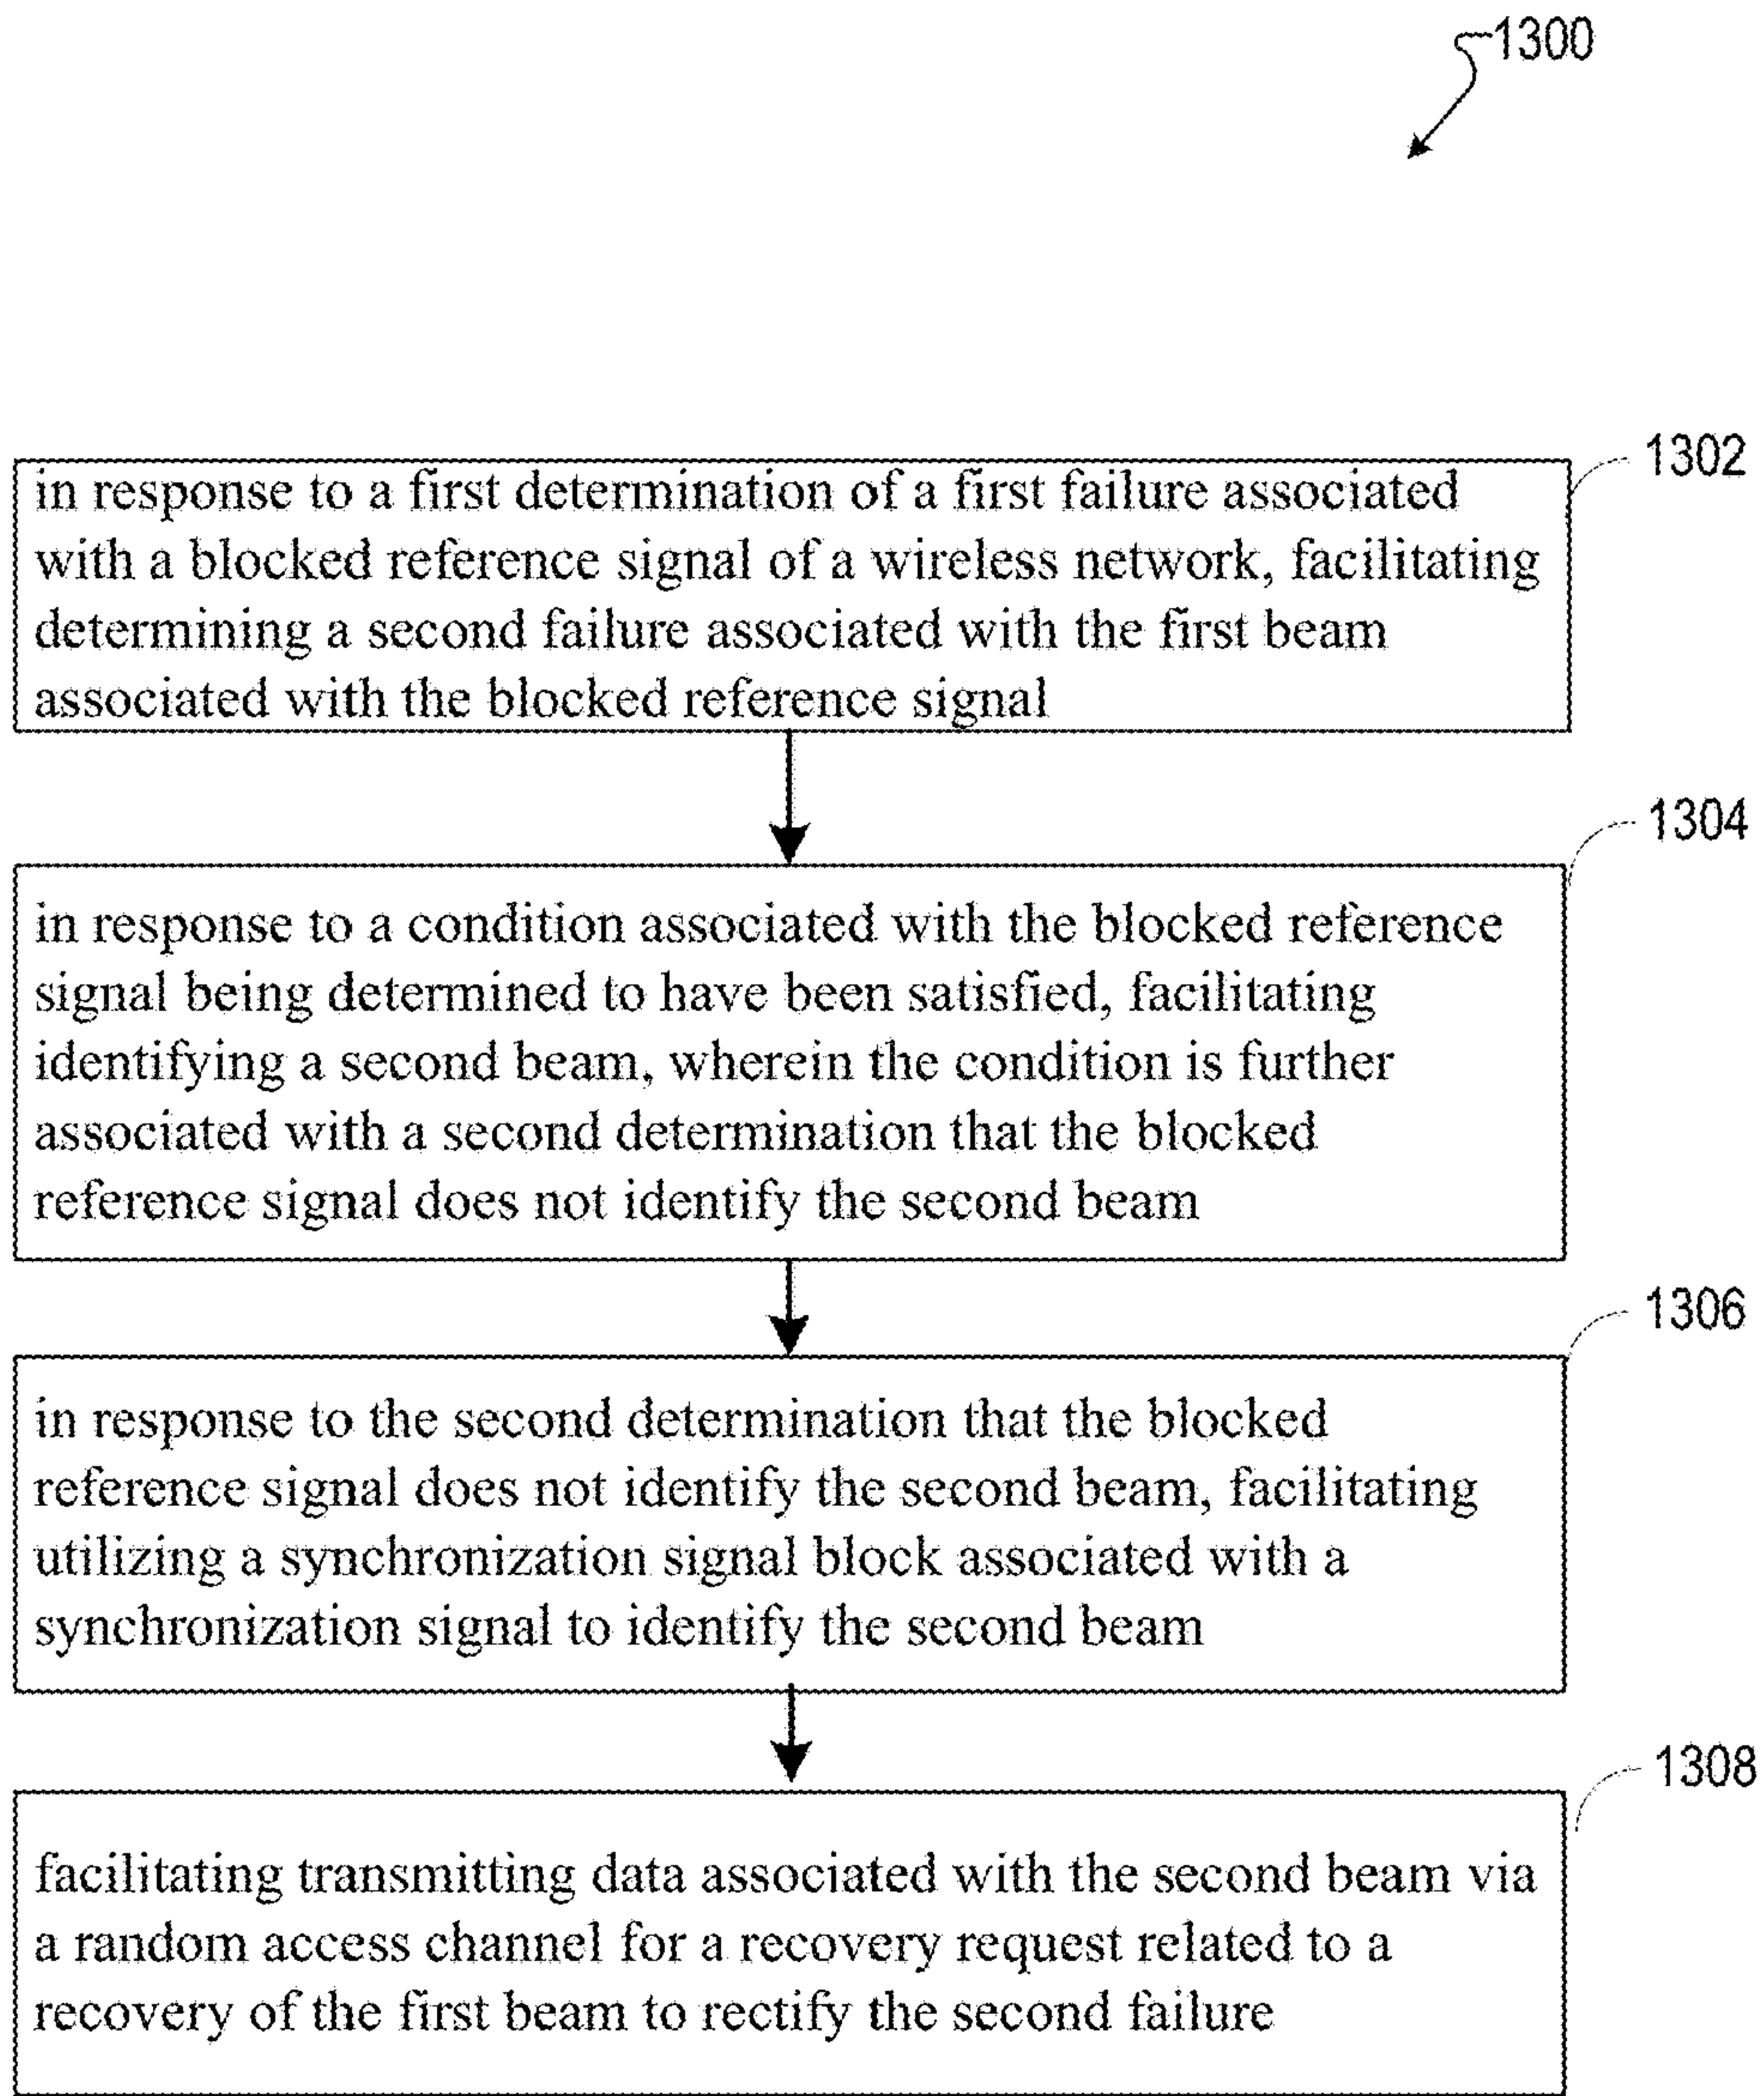 1300
1302
in response to a first determination of a first failure associated
with a blocked reference signal of a wireless network, facilitating
determining a second failure associated with the first beam
associated with the blocked reference signal
1304
in response to a condition associated with the blocked reference
signal being determined to have been satisfied, facilitating
identifying a second beam, wherein the condition is further
associated with a second determination that the blocked
reference signal does not identify the second beam
1306
in response to the second determination that the blocked
reference signal does not identify the second beam, facilitating
utilizing a synchronization signal block associated with a
synchronization signal to identify the second beam
1308
facilitating transmitting data associated with the second beam via
a random access channel for a recovery request related to a
recovery of the first beam to rectify the second failure